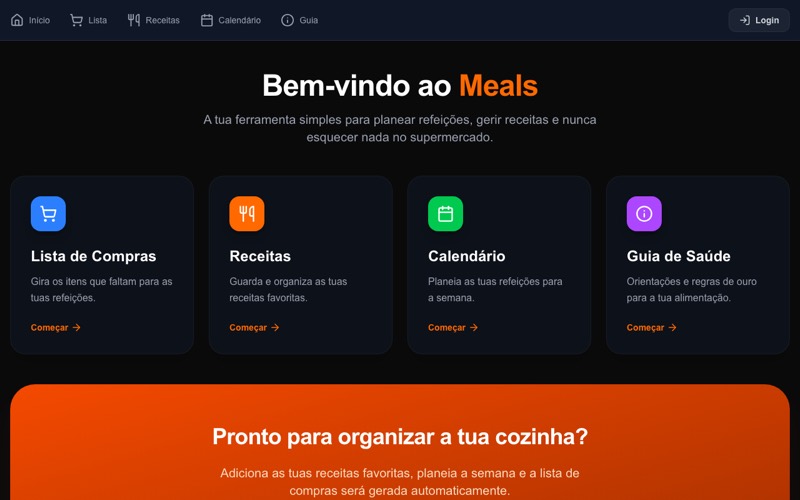 Início
Lista
Receitas
Calendário
Guia
Login
Bem-vindo ao Meals
A tua ferramenta simples para planear refeições, gerir receitas e nunca
esquecer nada no supermercado.
Lista de Compras
Gira os itens que faltam para as
tuas refeições.
Começar
Receitas
Guarda e organiza as tuas
receitas favoritas.
Começar
Calendário
Planeia as tuas refeições para
a semana.
Começar
Guia de Saúde
Orientações e regras de ouro
para a tua alimentação.
Começar
Pronto para organizar a tua cozinha?
Adiciona as tuas receitas favoritas, planeia a semana e a lista de
compras será gerada automaticamente.